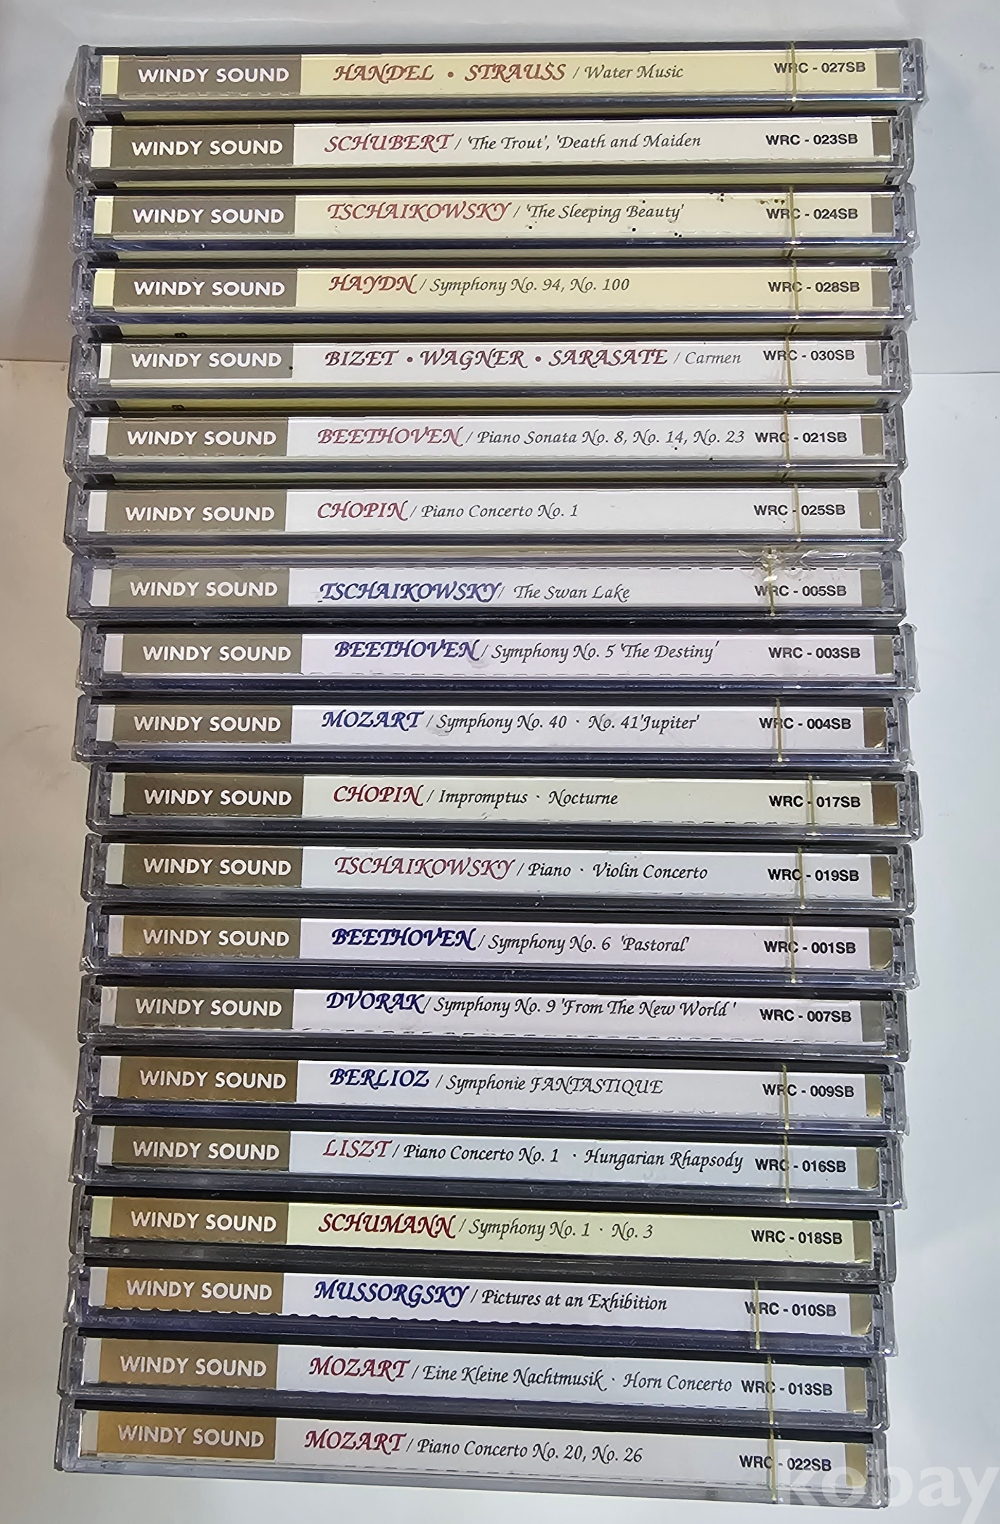 WINDY SOUND HANDEL • STRAUSS / Water Music WRC - 027SB
WINDY SOUND SCHUBERT / 'The Trout', 'Death and Maiden WRC - 023SB
WINDY SOUND TSCHAIKOWSKY / 'The Sleeping Beauty' WRC - 024SB
WINDY SOUND HAYDN / Symphony No. 94, No. 100 WRC - 028SB
WINDY SOUND BIZET • WAGNER • SARASATE / Carmen WRC - 030SB
WINDY SOUND BEETHOVEN / Piano Sonata No. 8, No. 14, No. 23 WRC - 021SB
WINDY SOUND CHOPIN / Piano Concerto No. 1 WRC - 025SB
WINDY SOUND TSCHAIKOWSKY / The Swan Lake WRC - 005SB
WINDY SOUND BEETHOVEN / Symphony No. 5 'The Destiny' WRC - 003SB
WINDY SOUND MOZART / Symphony No. 40 · No. 41 'Jupiter' WRC - 004SB
WINDY SOUND CHOPIN / Impromptus · Nocturne WRC - 017SB
WINDY SOUND TSCHAIKOWSKY / Piano · Violin Concerto WRC - 019SB
WINDY SOUND BEETHOVEN / Symphony No. 6 'Pastoral' WRC - 001SB
WINDY SOUND DVORAK / Symphony No. 9 'From The New World' WRC - 007SB
WINDY SOUND BERLIOZ / Symphonie FANTASTIQUE WRC - 009SB
WINDY SOUND LISZT / Piano Concerto No. 1 · Hungarian Rhapsody WRC - 016SB
WINDY SOUND SCHUMANN / Symphony No. 1 · No. 3 WRC - 018SB
WINDY SOUND MUSSORGSKY / Pictures at an Exhibition WRC - 010SB
WINDY SOUND MOZART / Eine Kleine Nachtmusik · Horn Concerto WRC - 013SB
WINDY SOUND MOZART / Piano Concerto No. 20, No. 26 WRC - 022SB
kobay